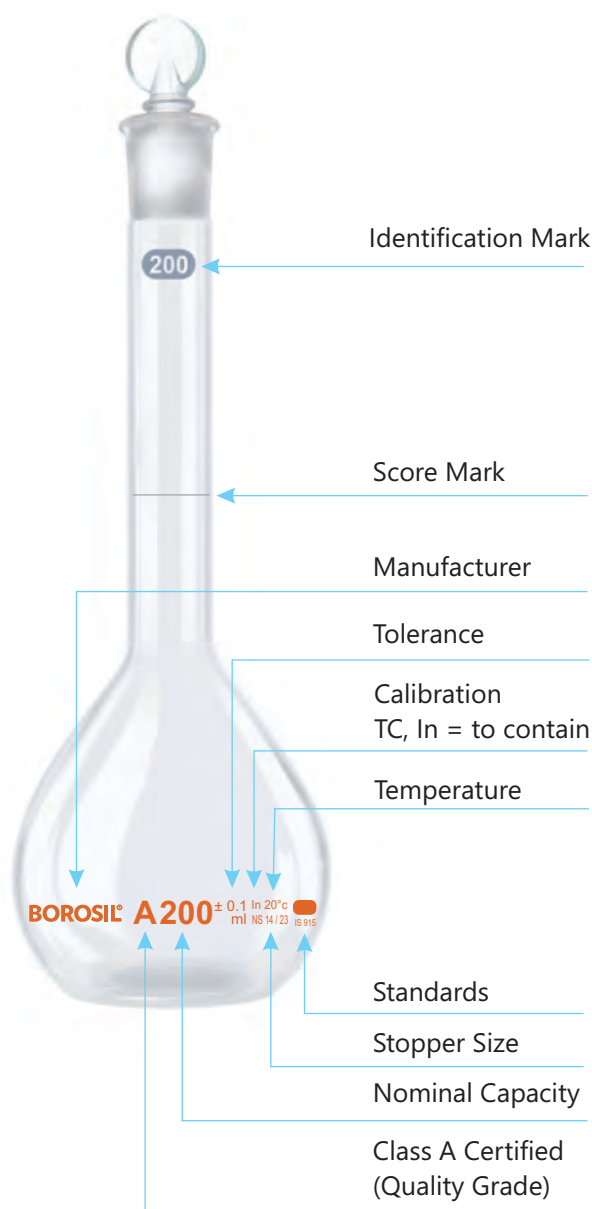 200
Identification Mark
Score Mark
Manufacturer
Tolerance
Calibration
TC, In = to contain
Temperature
BOROSIL® A 200 ± 0.1 ml In 20°c
NS 14 / 23
IS 915
Standards
Stopper Size
Nominal Capacity
Class A Certified
(Quality Grade)